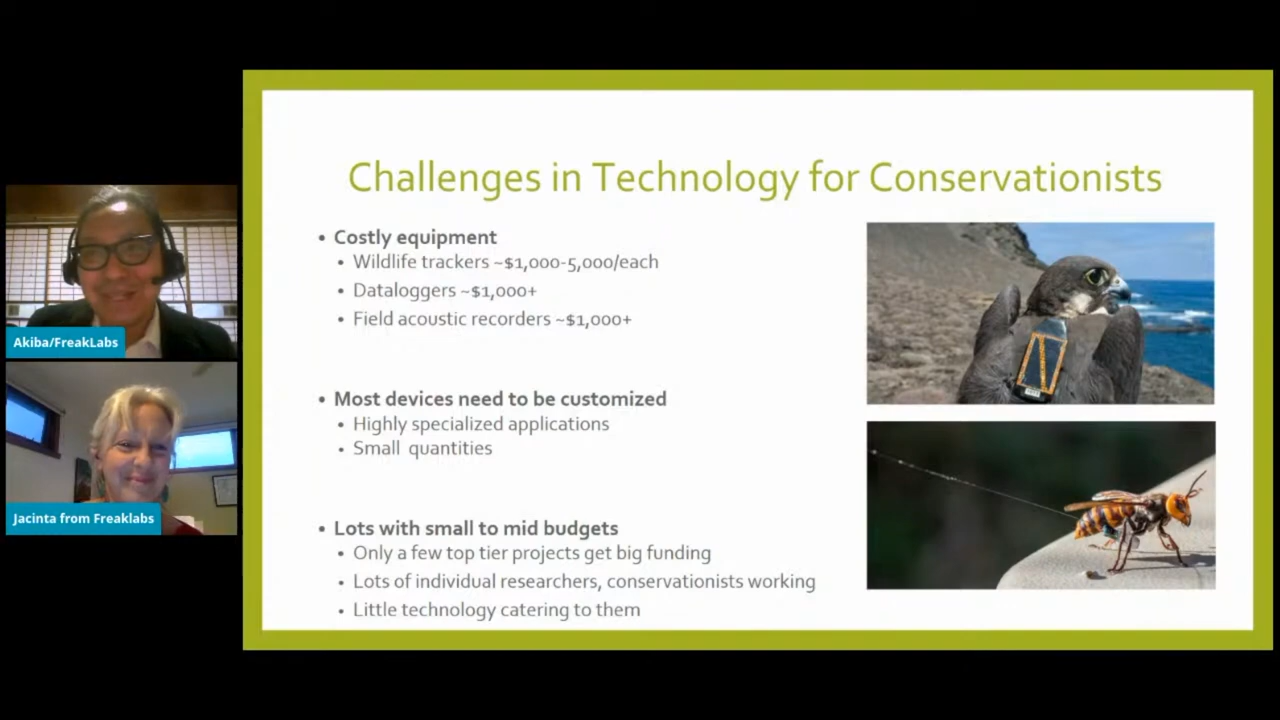 Challenges in Technology for Conservationists
• Costly equipment
• Wildlife trackers ~$1,000-5,000/each
• Dataloggers ~$1,000+
• Field acoustic recorders ~$1,000+
• Most devices need to be customized
• Highly specialized applications
• Small quantities
• Lots with small to mid budgets
• Only a few top tier projects get big funding
• Lots of individual researchers, conservationists working
• Little technology catering to them
Akiba/FreakLabs
Jacinta from Freaklabs